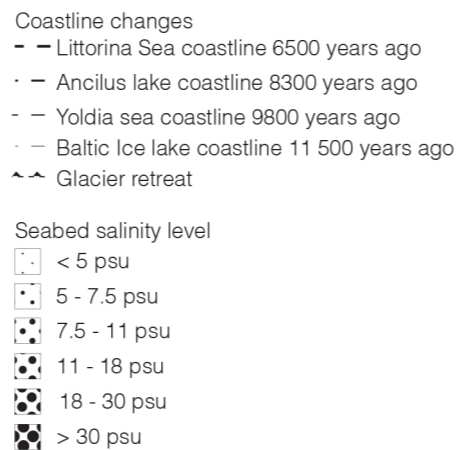 Coastline changes
Littorina Sea coastline 6500 years ago
Ancilus lake coastline 8300 years ago
Yoldia sea coastline 9800 years ago
Baltic Ice lake coastline 11 500 years ago
Glacier retreat
Seabed salinity level
< 5 psu
5 - 7.5 psu
7.5 - 11 psu
11 - 18 psu
18 - 30 psu
> 30 psu